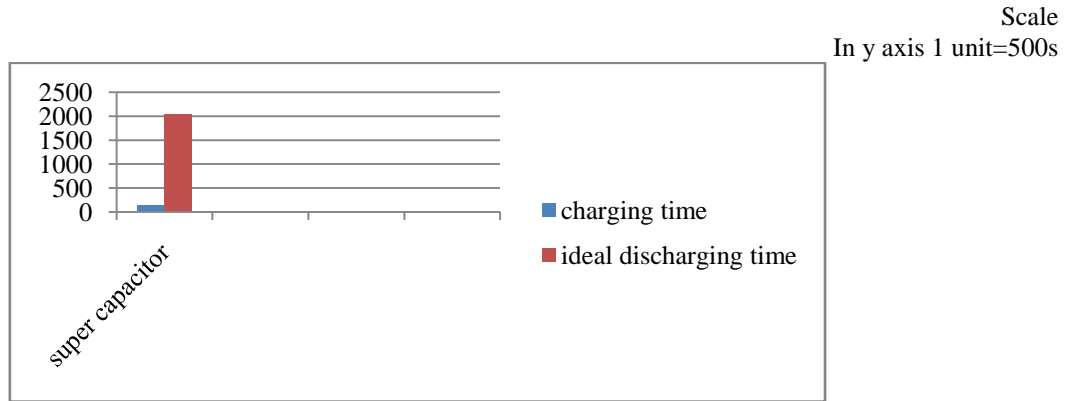 Scale
In y axis 1 unit=500s
2500
2000
1500
1000
500
0
charging time
ideal discharging time
super capacitor